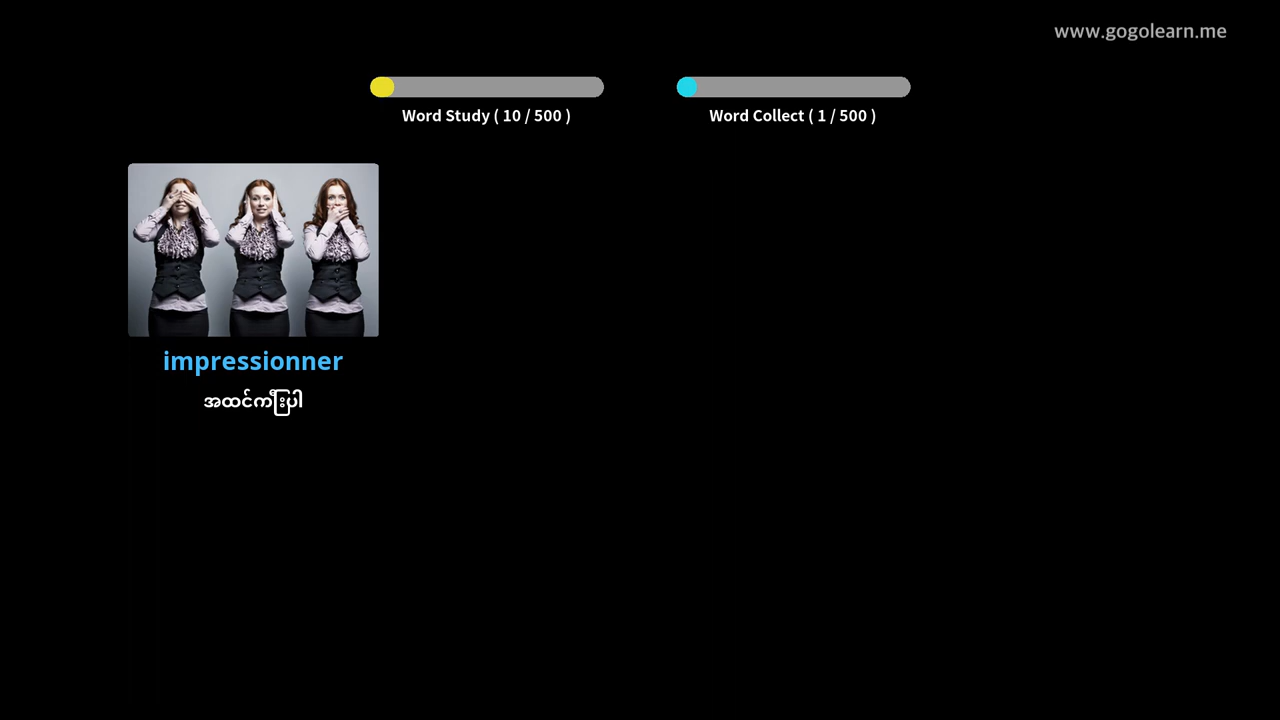 www.gogolearn.me
Word Study ( 10 / 500 )
Word Collect ( 1 / 500 )
impressionner
အထင်ကြီးပါ